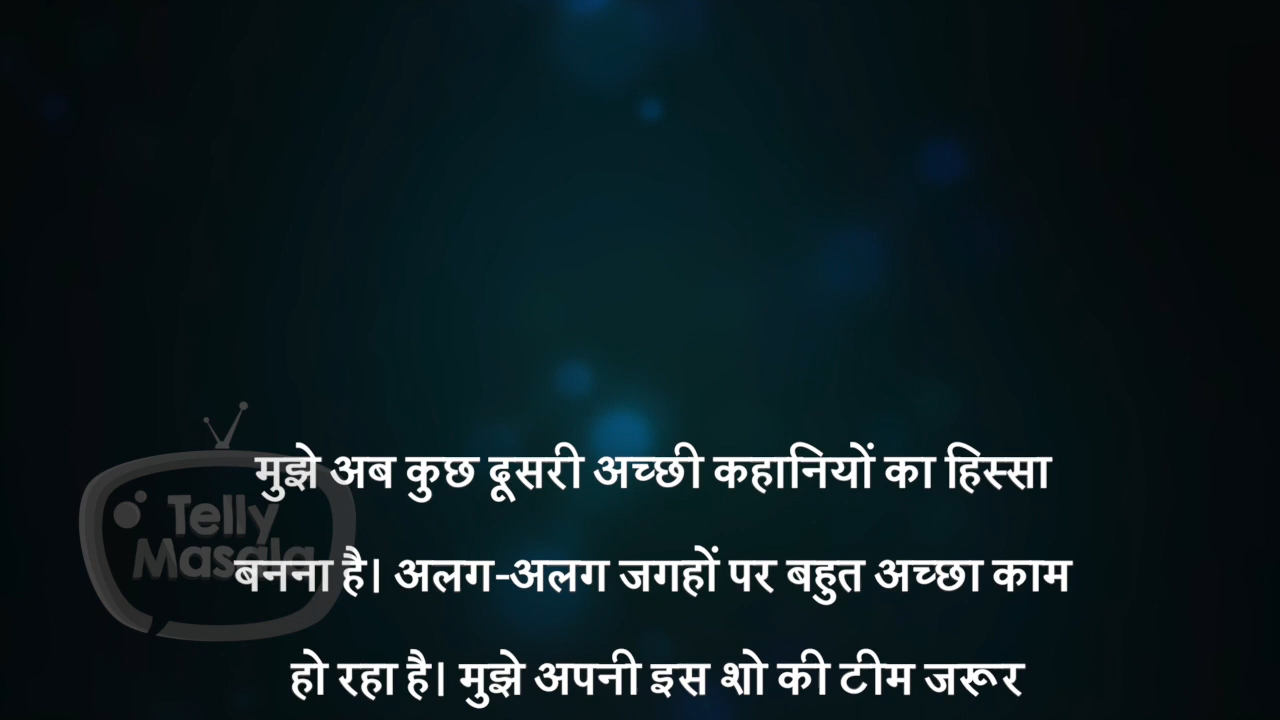 मुझे अब कुछ दूसरी अच्छी कहानियों का हिस्सा
Telly
Masala
बनना है। अलग-अलग जगहों पर बहुत अच्छा काम
हो रहा है। मुझे अपनी इस शो की टीम जरूर